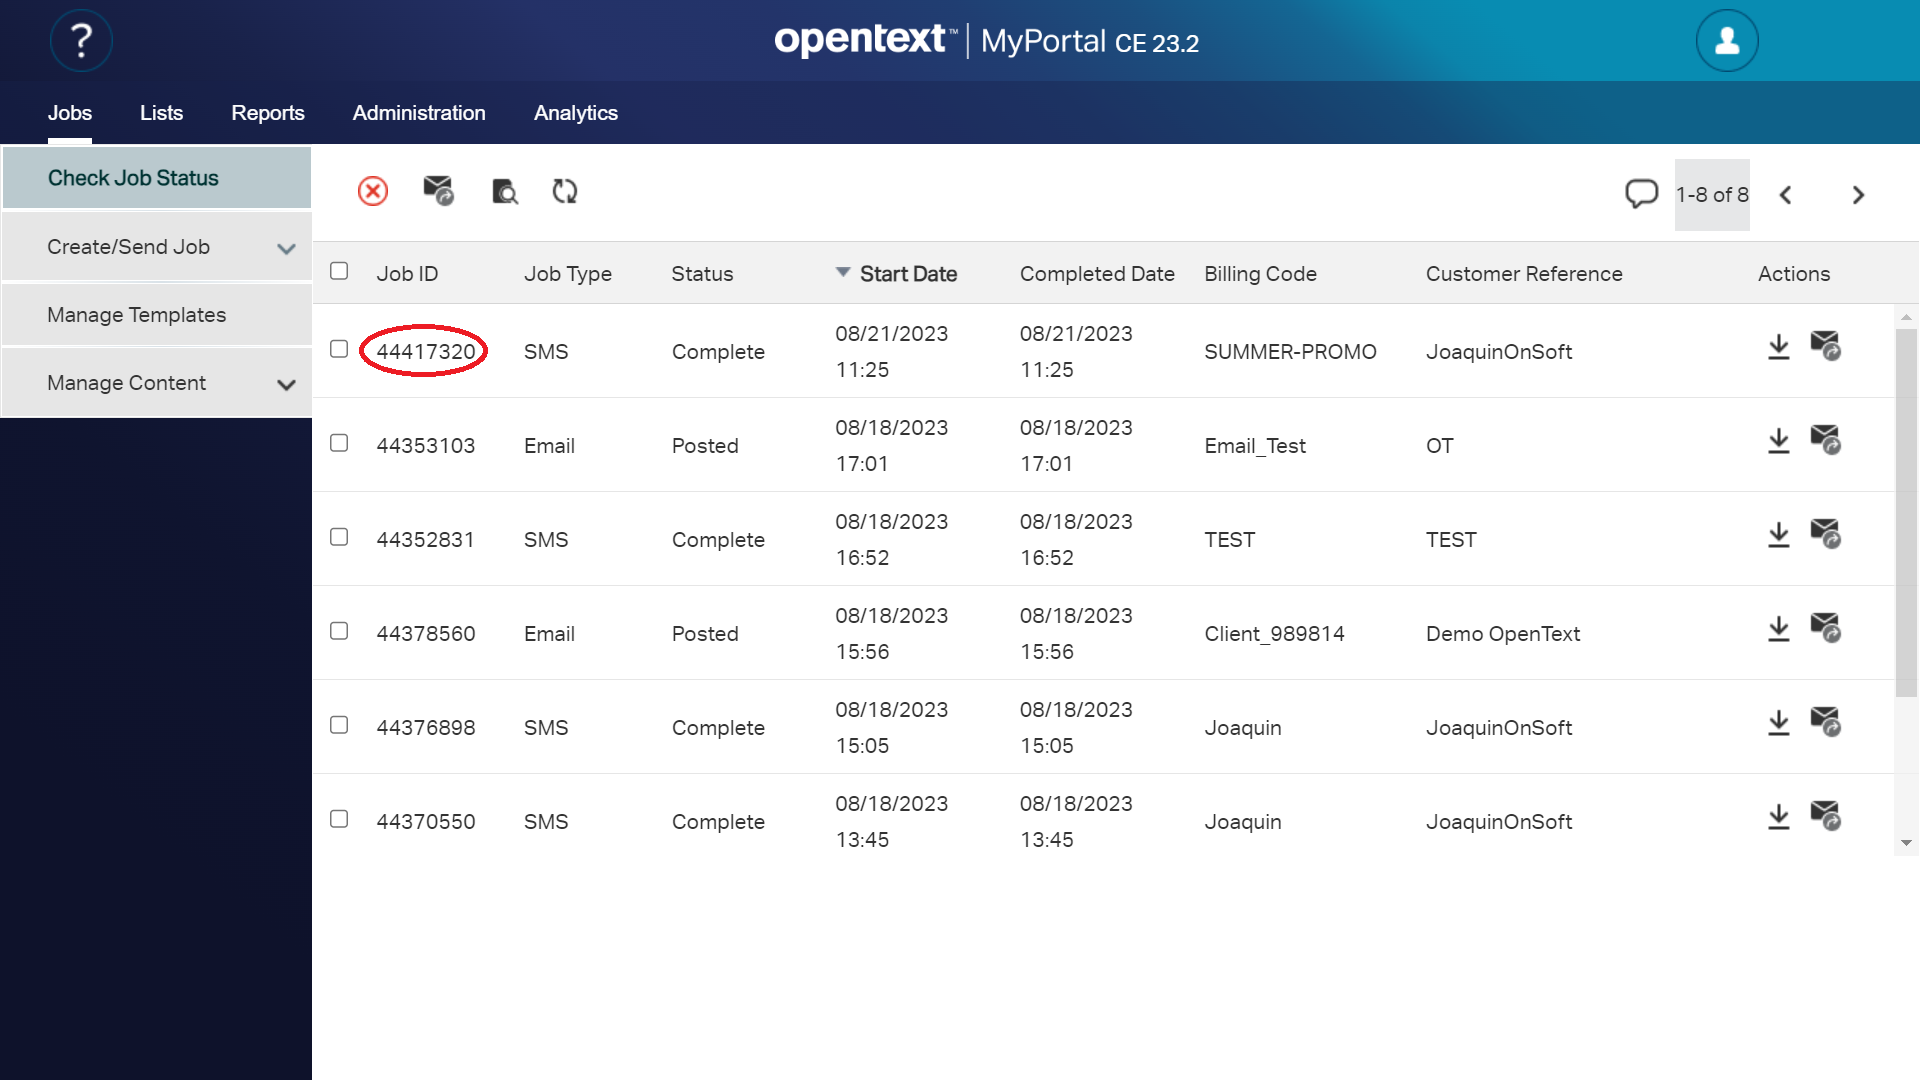 ?
opentext™ | MyPortal CE 23.2
Jobs Lists Reports Administration Analytics
Check Job Status
Create/Send Job
Manage Templates
Manage Content
1-8 of 8
Job ID Job Type Status Start Date Completed Date Billing Code Customer Reference Actions
44417320 SMS Complete 08/21/2023 11:25 08/21/2023 11:25 SUMMER-PROMO JoaquinOnSoft
44353103 Email Posted 08/18/2023 17:01 08/18/2023 17:01 Email_Test OT
44352831 SMS Complete 08/18/2023 16:52 08/18/2023 16:52 TEST TEST
44378560 Email Posted 08/18/2023 15:56 08/18/2023 15:56 Client_989814 Demo OpenText
44376898 SMS Complete 08/18/2023 15:05 08/18/2023 15:05 Joaquin JoaquinOnSoft
44370550 SMS Complete 08/18/2023 13:45 08/18/2023 13:45 Joaquin JoaquinOnSoft